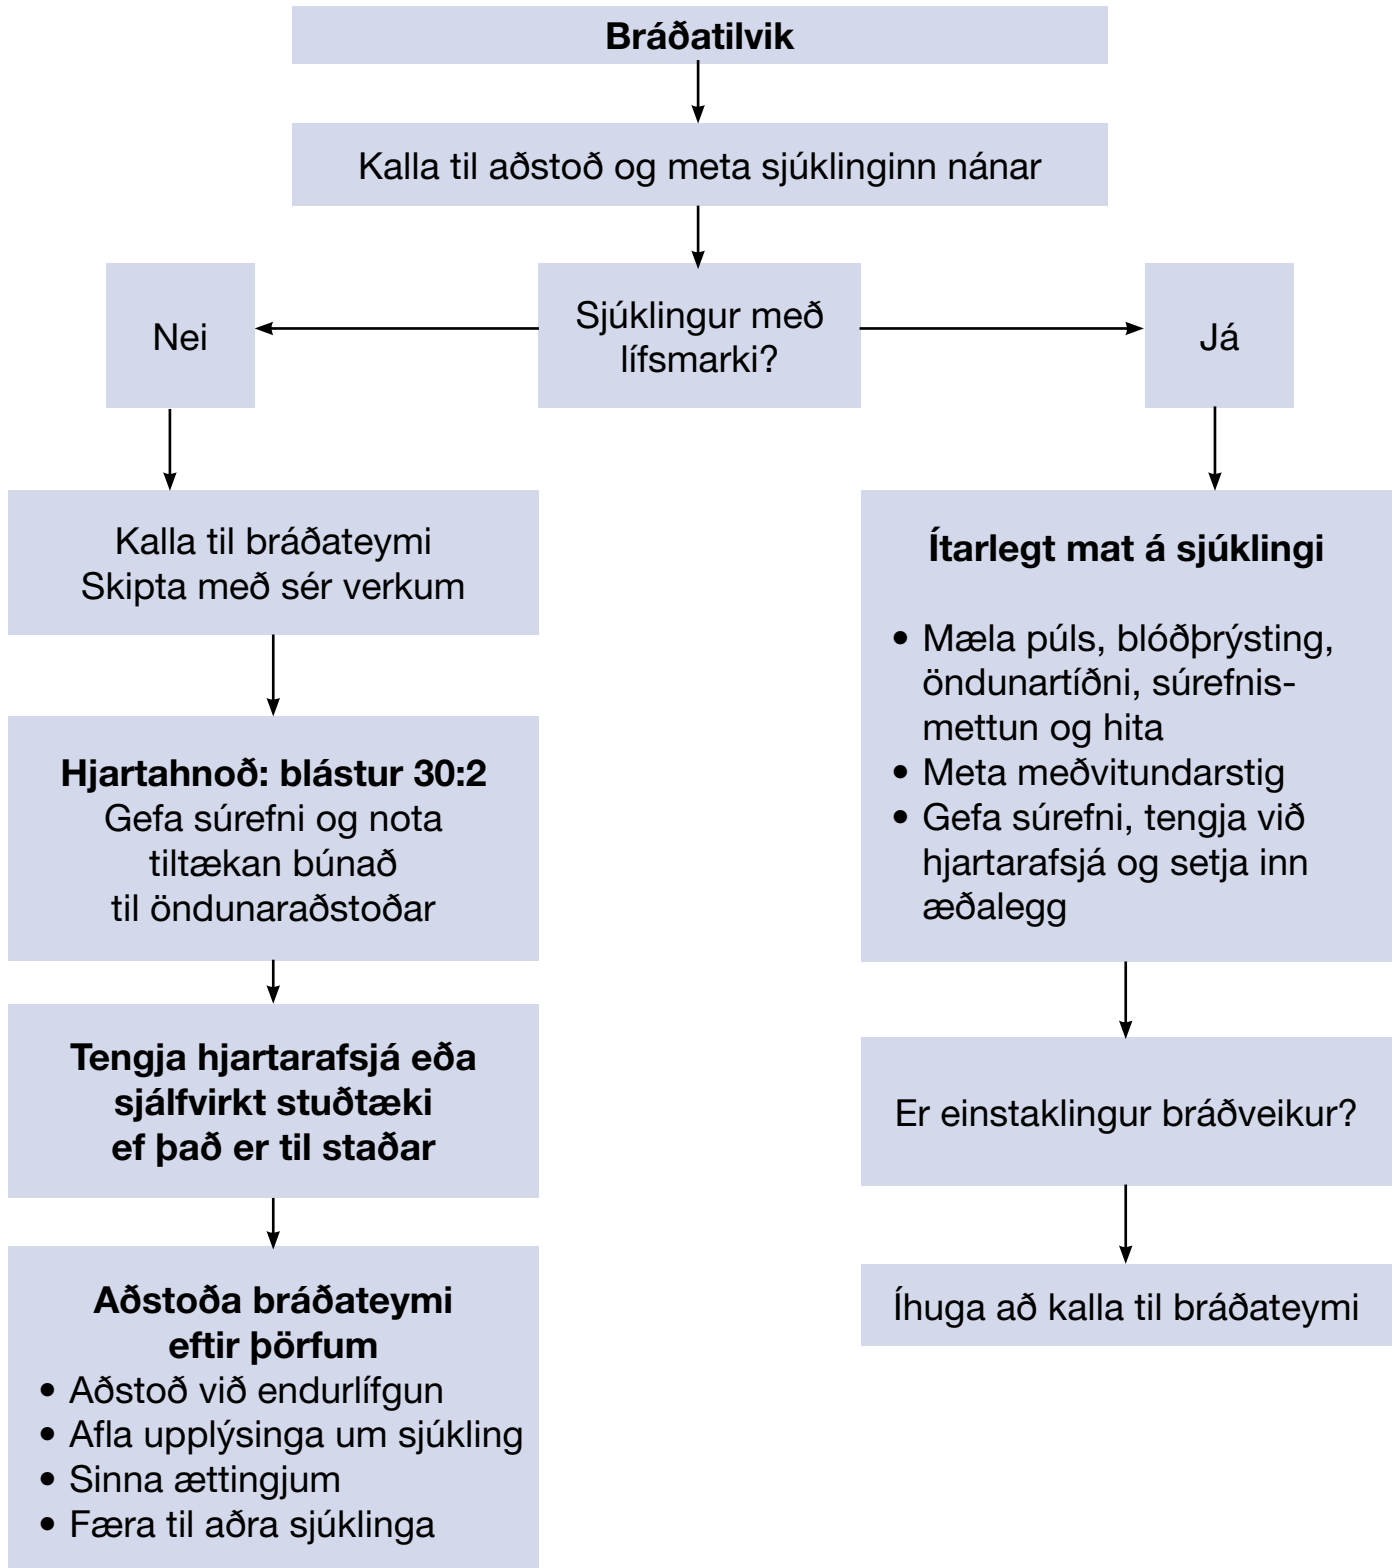 Bráðatilvik
Kalla til aðstoð og meta sjúklinginn nánar
Nei
Sjúklingur með
lífsmarki?
Já
Kalla til bráðateymi
Skipta með sér verkum
Hjartahnoð: blástur 30:2
Gefa súrefni og nota
tiltækan búnað
til öndunaraðstoðar
Tengja hjartarafsjá eða
sjálfvirkt stuðtæki
ef það er til staðar
Aðstoða bráðateymi
eftir þörfum
• Aðstoð við endurlífgun
• Afla upplýsinga um sjúkling
• Sinna ættingjum
• Færa til aðra sjúklinga
Ítarlegt mat á sjúklingi
• Mæla púls, blóðþrýsting,
öndunartíðni, súrefnis-
mettun og hita
• Meta meðvitundarstig
• Gefa súrefni, tengja við
hjartarafsjá og setja inn
æðalegg
Er einstaklingur bráðveikur?
Íhuga að kalla til bráðateymi